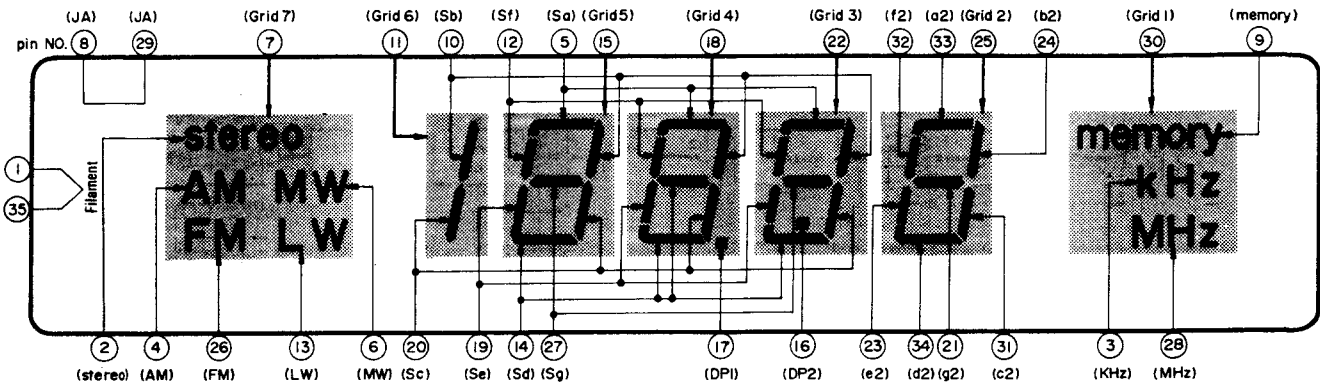 (JA) (JA) (Grid 7) (Grid 6) (Sb) (Sf) (Sa) (Grid5) (Grid 4) (Grid 3) (f2) (a2) (Grid 2) (b2) (Grid 1) (memory)
pin NO. 8 29 7 11 10 12 5 15 18 22 32 33 25 24 30 9
stereo memory
1 AM MW kHz
35 Filament FM LW MHz
2 4 26 13 6 20 19 14 27 17 16 23 34 21 31 3 28
(stereo) (AM) (FM) (LW) (MW) (Sc) (Se) (Sd) (Sg) (DP1) (DP2) (e2) (d2) (g2) (c2) (KHz) (MHz)